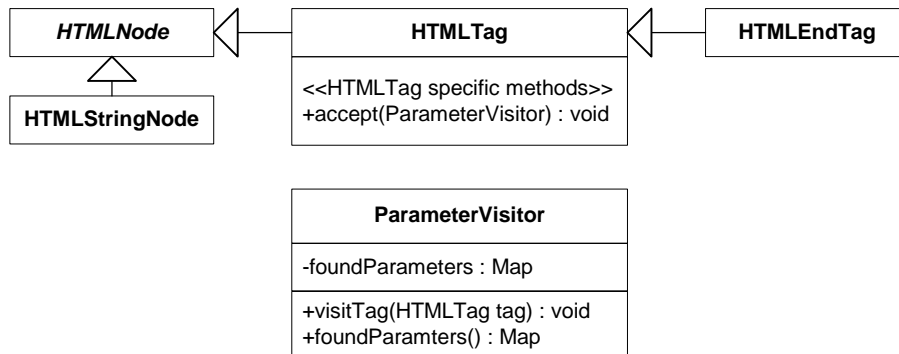 HTMLNode
HTMLTag
HTMLEndTag
<<HTMLTag specific methods>>
+accept(ParameterVisitor) : void
HTMLStringNode
ParameterVisitor
-foundParameters : Map
+visitTag(HTMLTag tag) : void
+foundParamters() : Map